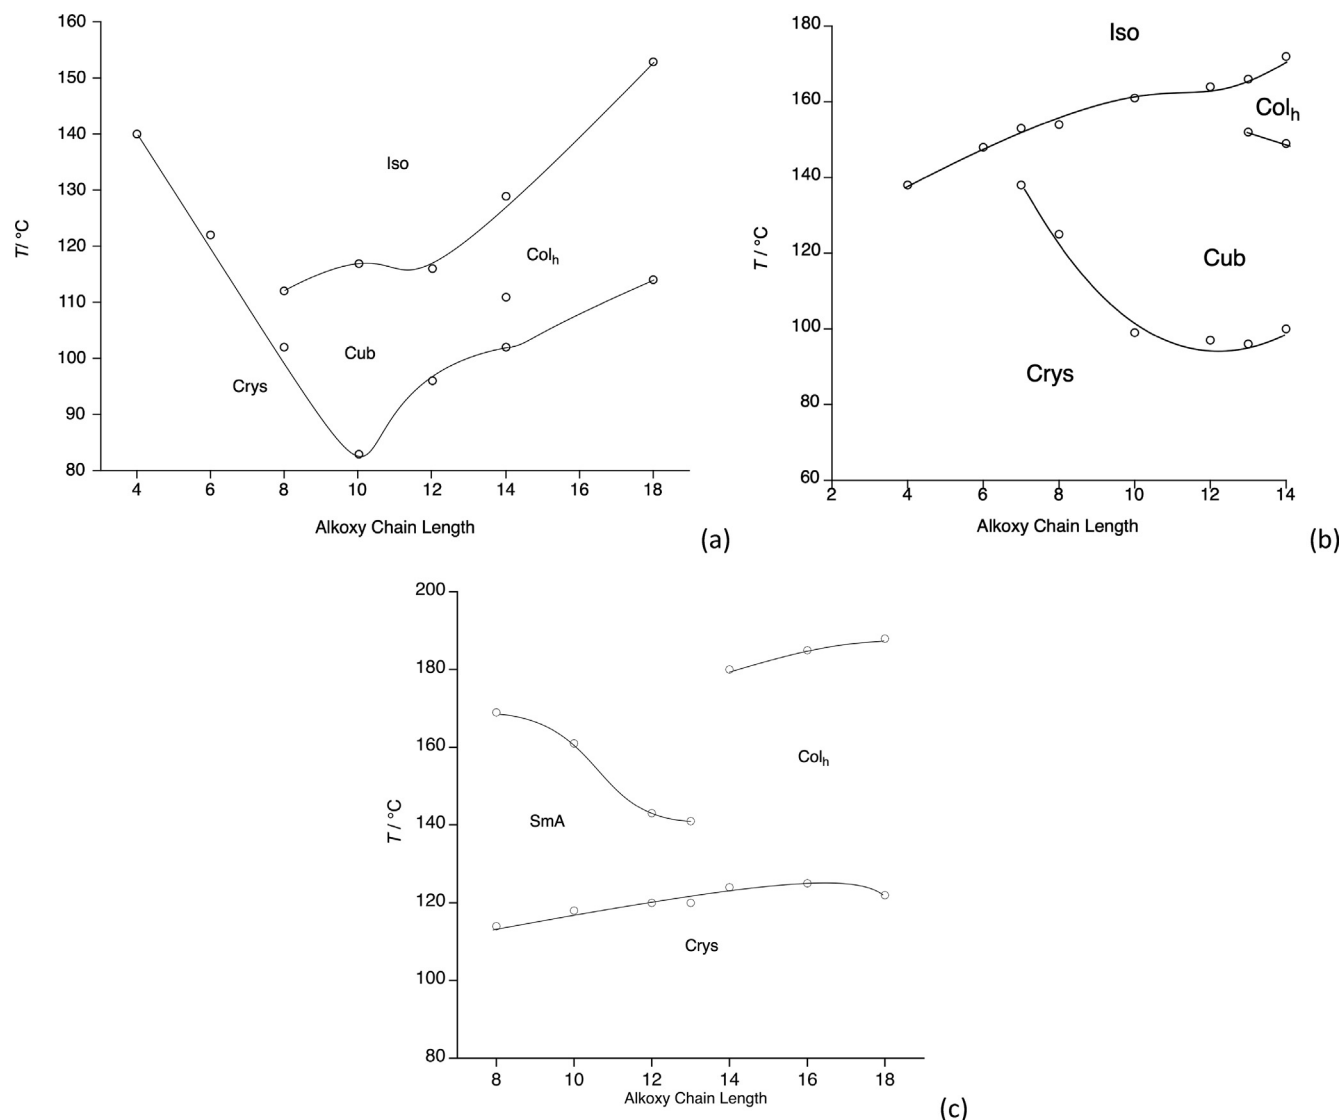 160
150
140
130
120
110
100
90
80
T/ °C
Iso
Col_h
Cub
Crys
4 6 8 10 12 14 16 18
Alkoxy Chain Length
(a)
180
160
140
120
100
80
60
T / °C
Iso
Col_h
Cub
Crys
2 4 6 8 10 12 14
Alkoxy Chain Length
(b)
200
180
160
140
120
100
80
T / °C
Col_h
SmA
Crys
8 10 12 14 16 18
Alkoxy Chain Length
(c)